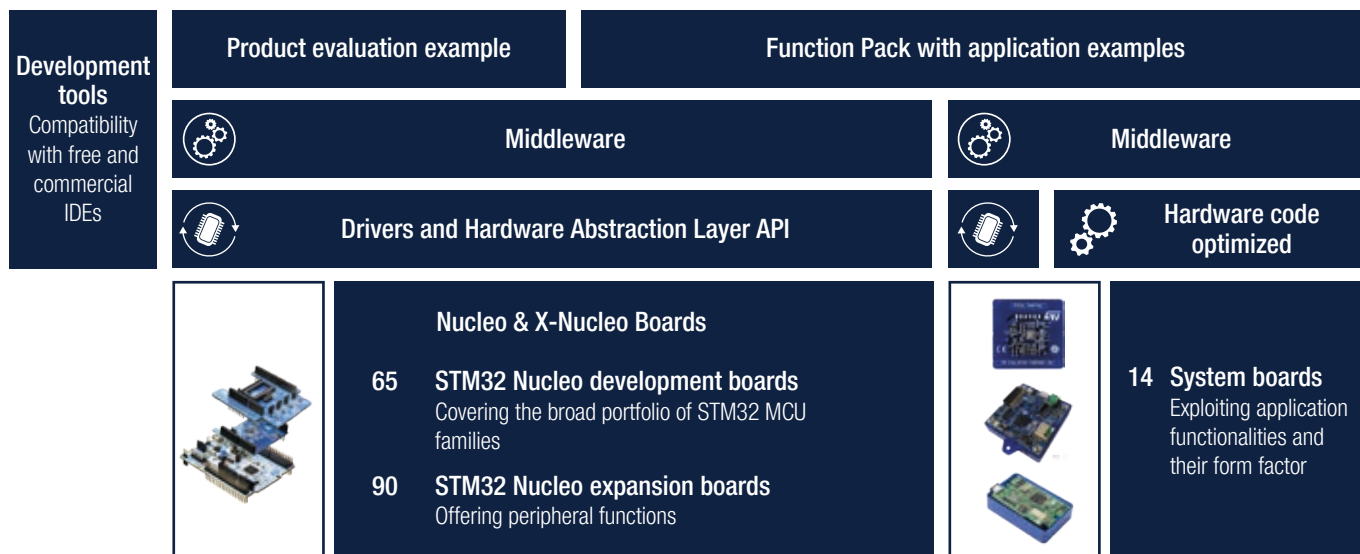 Development
tools
Compatibility
with free and
commercial
IDEs
Product evaluation example
Function Pack with application examples
Middleware
Middleware
Drivers and Hardware Abstraction Layer API
Hardware code
optimized
Nucleo & X-Nucleo Boards
65 STM32 Nucleo development boards
Covering the broad portfolio of STM32 MCU
families
90 STM32 Nucleo expansion boards
Offering peripheral functions
14 System boards
Exploiting application
functionalities and
their form factor